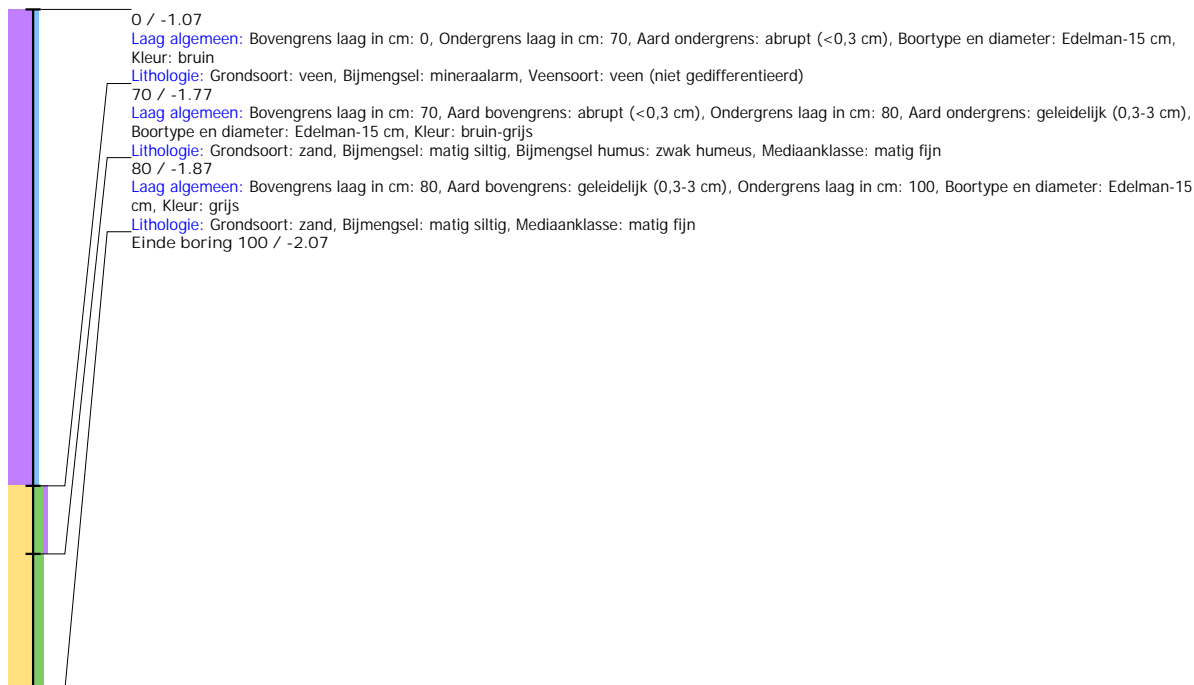 0 / -1.07
Laag algemeen: Bovengrens laag in cm: 0, Ondergrens laag in cm: 70, Aard ondergrens: abrupt (<0,3 cm), Boortype en diameter: Edelman-15 cm,
Kleur: bruin
Lithologie: Grondsoort: veen, Bijmengsel: mineraalarm, Veensoort: veen (niet gedifferentieerd)
70 / -1.77
Laag algemeen: Bovengrens laag in cm: 70, Aard bovengrens: abrupt (<0,3 cm), Ondergrens laag in cm: 80, Aard ondergrens: geleidelijk (0,3-3 cm),
Boortype en diameter: Edelman-15 cm, Kleur: bruin-grijs
Lithologie: Grondsoort: zand, Bijmengsel: matig siltig, Bijmengsel humus: zwak humeus, Mediaanklasse: matig fijn
80 / -1.87
Laag algemeen: Bovengrens laag in cm: 80, Aard bovengrens: geleidelijk (0,3-3 cm), Ondergrens laag in cm: 100, Boortype en diameter: Edelman-15
cm, Kleur: grijs
Lithologie: Grondsoort: zand, Bijmengsel: matig siltig, Mediaanklasse: matig fijn
Einde boring 100 / -2.07